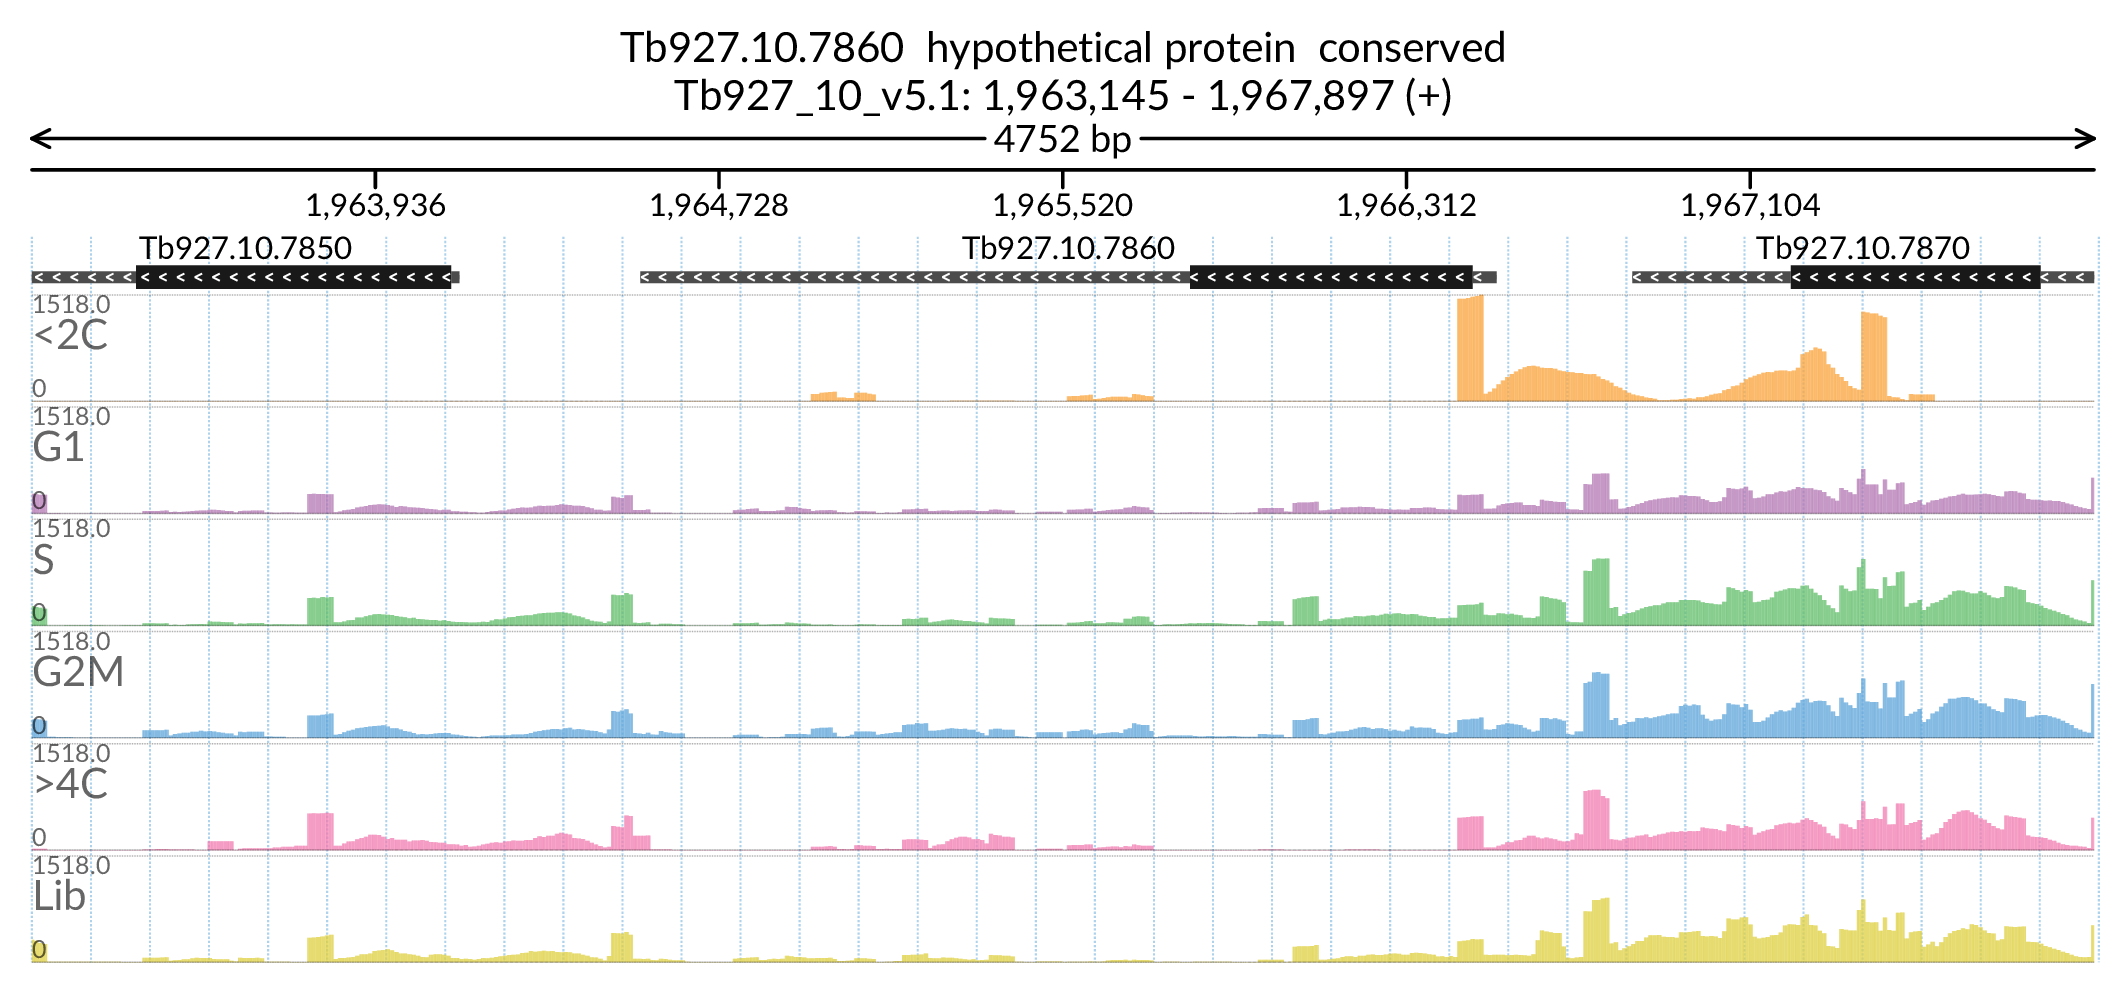 Tb927.10.7860  hypothetical protein  conserved
Tb927_10_v5.1: 1,963,145 - 1,967,897 (+)
4752 bp
1,963,936 1,964,728 1,965,520 1,966,312 1,967,104
Tb927.10.7850 Tb927.10.7860 Tb927.10.7870
1518.0
<2C
0
1518.0
G1
0
1518.0
S
0
1518.0
G2M
0
1518.0
>4C
0
1518.0
Lib
0